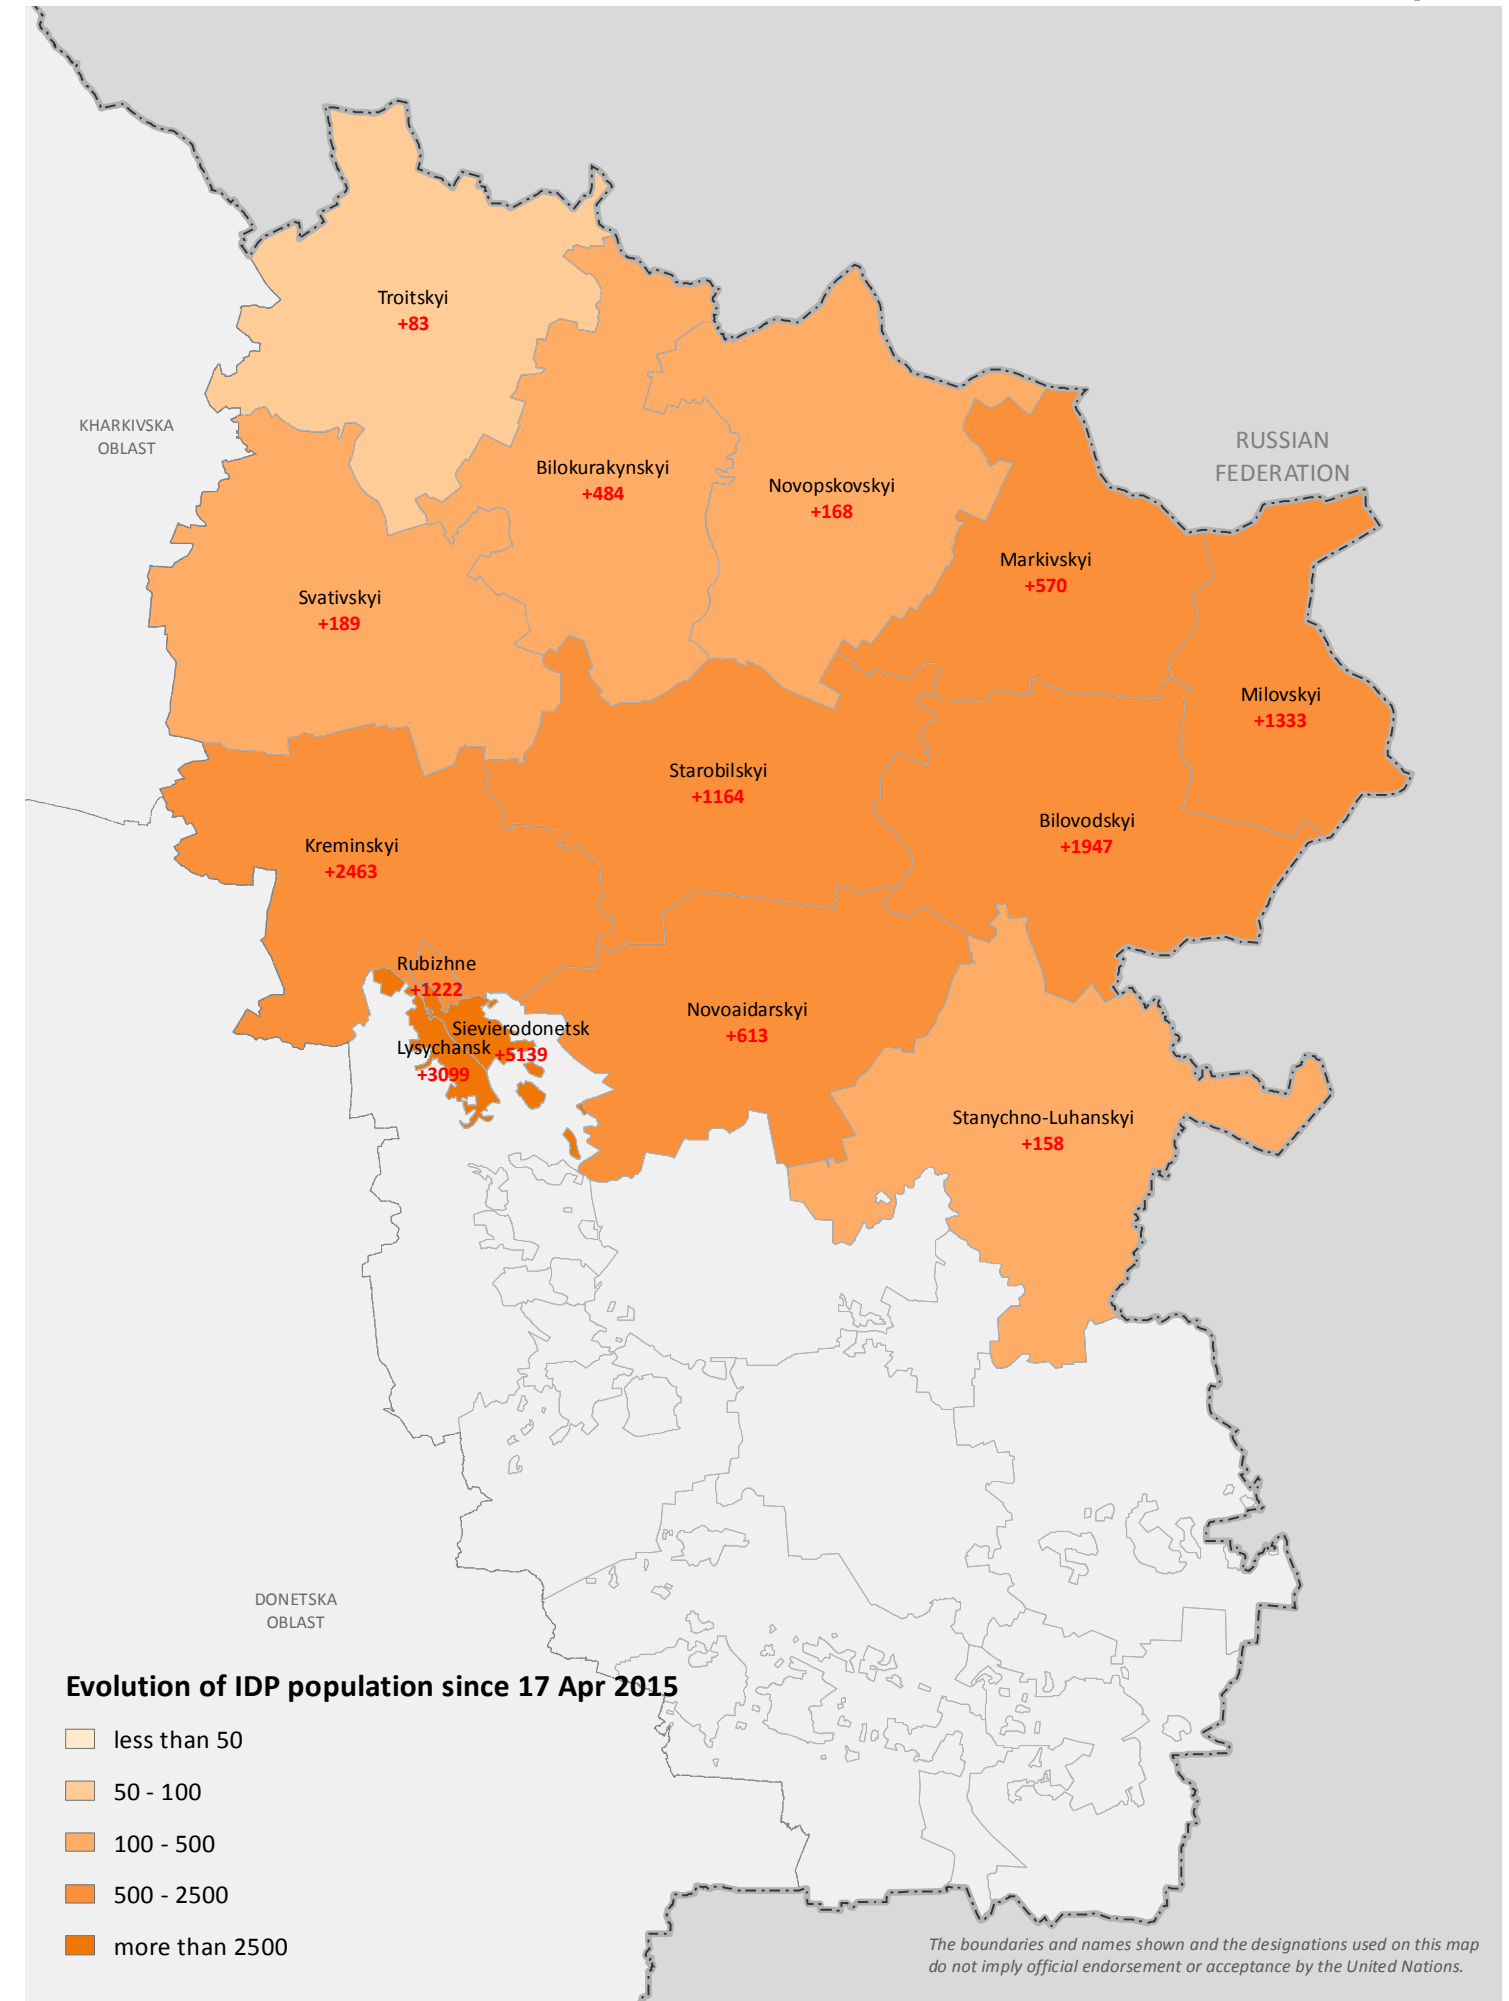 Troitskyi
+83
KHARKIVSKA
OBLAST
RUSSIAN
FEDERATION
Bilokurakynskyi
+484
Novopskovskyi
+168
Markivskyi
+570
Svativskyi
+189
Milovskyi
+1333
Starobilskyi
+1164
Bilovodskyi
+1947
Kreminskyi
+2463
Rubizhne
+1222
Novoaidarskyi
+613
Sievierodonetsk
+5139
Lysychansk
+3099
Stanychno-Luhanskyi
+158
DONETSKA
OBLAST
Evolution of IDP population since 17 Apr 2015
less than 50
50 - 100
100 - 500
500 - 2500
more than 2500
The boundaries and names shown and the designations used on this map
do not imply official endorsement or acceptance by the United Nations.